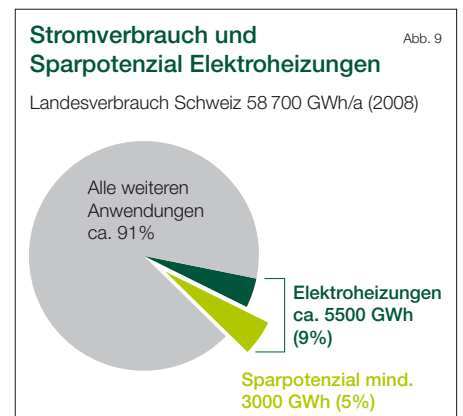 Stromverbrauch und
Sparpotenzial Elektroheizungen
Abb. 9
Landesverbrauch Schweiz 58 700 GWh/a (2008)
Alle weiteren
Anwendungen
ca. 91%
Elektroheizungen
ca. 5500 GWh
(9%)
Sparpotenzial mind.
3000 GWh (5%)